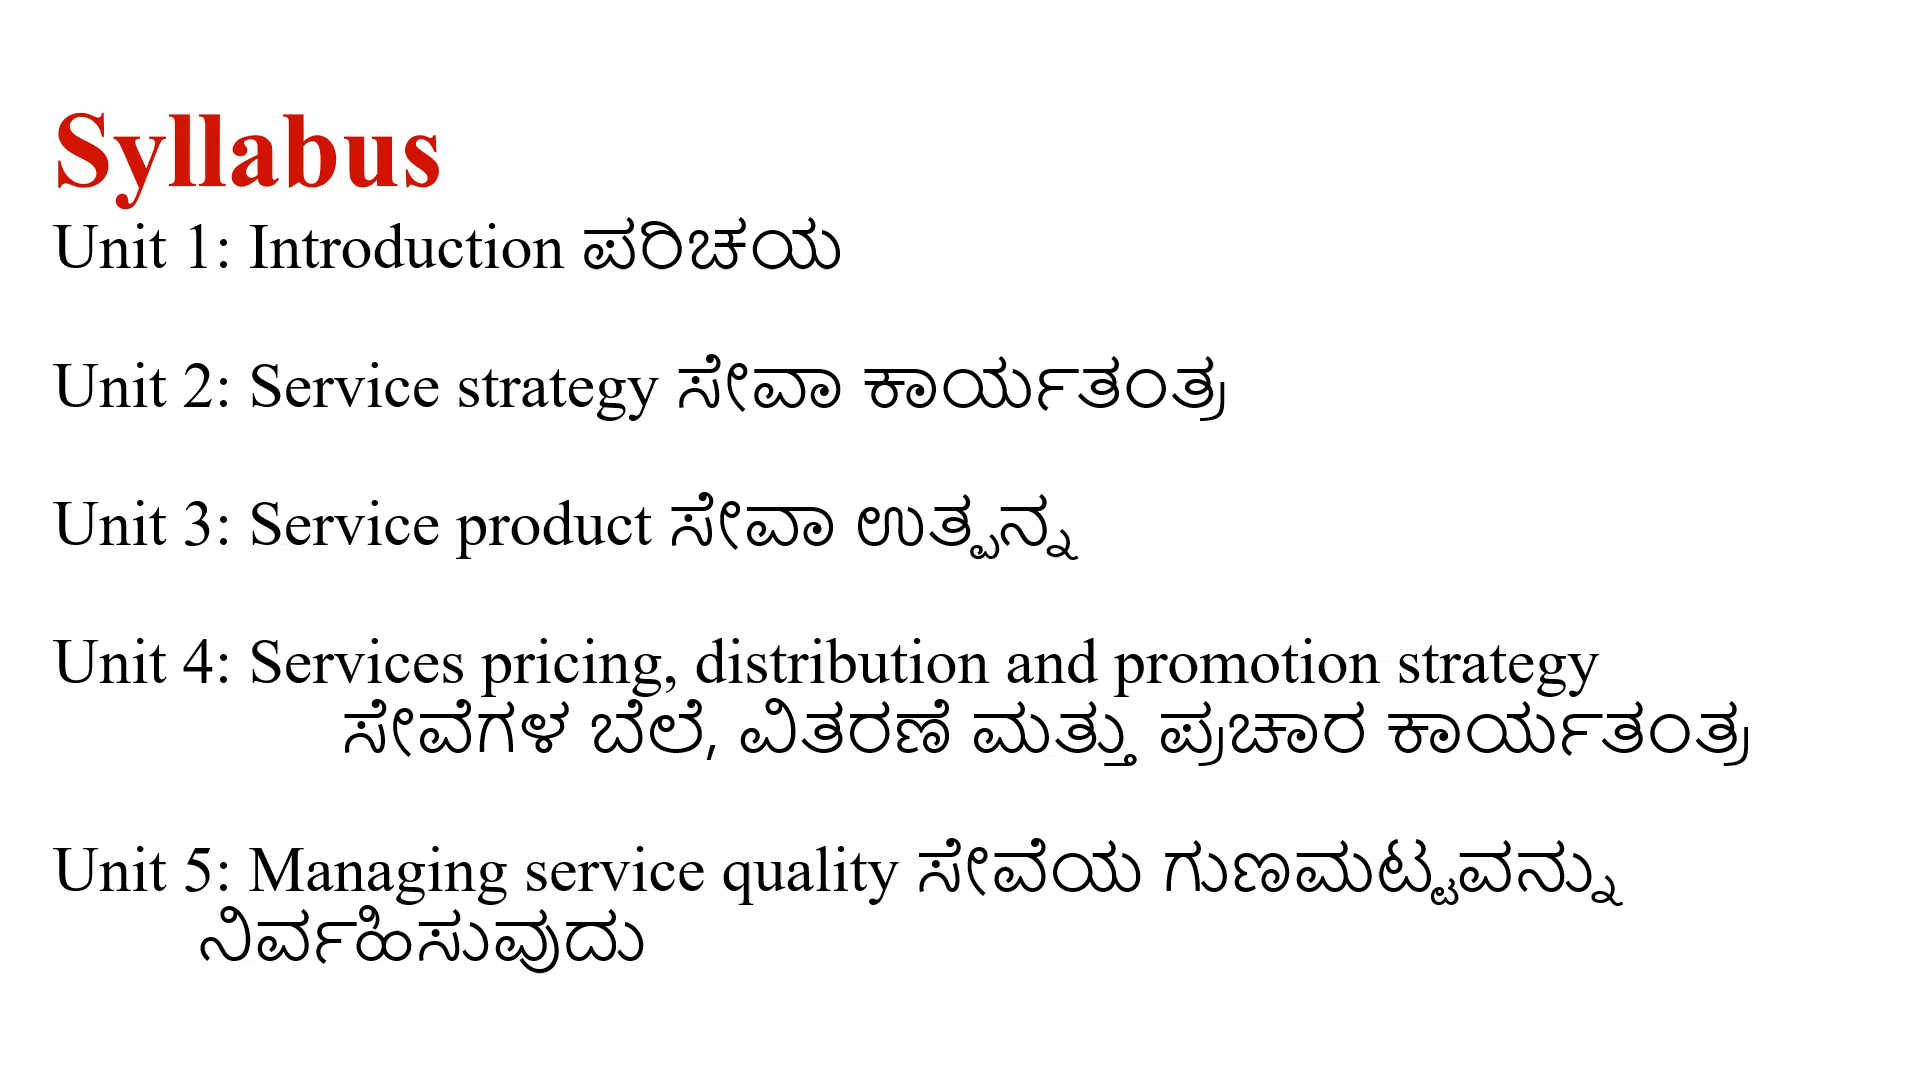 Syllabus
Unit 1: Introduction ಪರಿಚಯ
Unit 2: Service strategy ಸೇವಾ ಕಾರ್ಯತಂತ್ರ
Unit 3: Service product ಸೇವಾ ಉತ್ಪನ್ನ
Unit 4: Services pricing, distribution and promotion strategy
ಸೇವೆಗಳ ಬೆಲೆ, ವಿತರಣೆ ಮತ್ತು ಪ್ರಚಾರ ಕಾರ್ಯತಂತ್ರ
Unit 5: Managing service quality ಸೇವೆಯ ಗುಣಮಟ್ಟವನ್ನು
ನಿರ್ವಹಿಸುವುದು